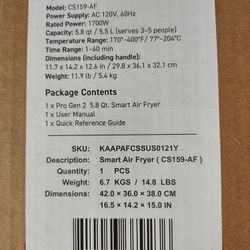 Model: CS159-AF
Power Supply: AC 120V, 60Hz
Rated Power: 1700W
Capacity: 5.8 qt / 5.5 L (serves 3–5 people)
Temperature Range: 170°–400°F / 77°–204°C
Time Range: 1–60 min
Dimensions (including handle):
11.7 x 14.2 x 12.6 in / 29.8 x 36.1 x 32.1 cm
Weight: 11.9 lb / 5.4 kg
Package Contents
1 x Pro Gen 2 5.8 Qt. Smart Air Fryer
1 x User Manual
1 x Quick Reference Guide
SKU: KAAPAFCSSUS0121Y
Description: Smart Air Fryer ( CS159-AF )
Quantity: 1 PCS
Weight: 6.7 KGS / 14.8 LBS
Dimensions: 42.0 × 36.0 × 38.0 CM
16.5 × 14.2 × 15.0 IN